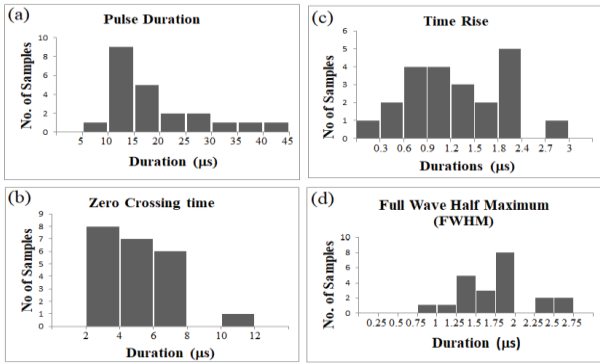 (a)
Pulse Duration
No. of Samples
10
8
6
4
2
0
5 10 15 20 25 30 35 40 45
Duration (μs)
(c)
Time Rise
No of Samples
6
5
4
3
2
1
0
0.3 0.6 0.9 1.2 1.5 1.8 2.4 2.7 3
Durations (μs)
(b)
Zero Crossing time
No of Samples
9
8
7
6
5
4
3
2
1
0
2 4 6 8 10 12
Duration (μs)
(d)
Full Wave Half Maximum
(FWHM)
No. of Samples
10
8
6
4
2
0
0.25 0.5 0.75 1 1.25 1.5 1.75 2 2.25 2.5 2.75
Duration (μs)